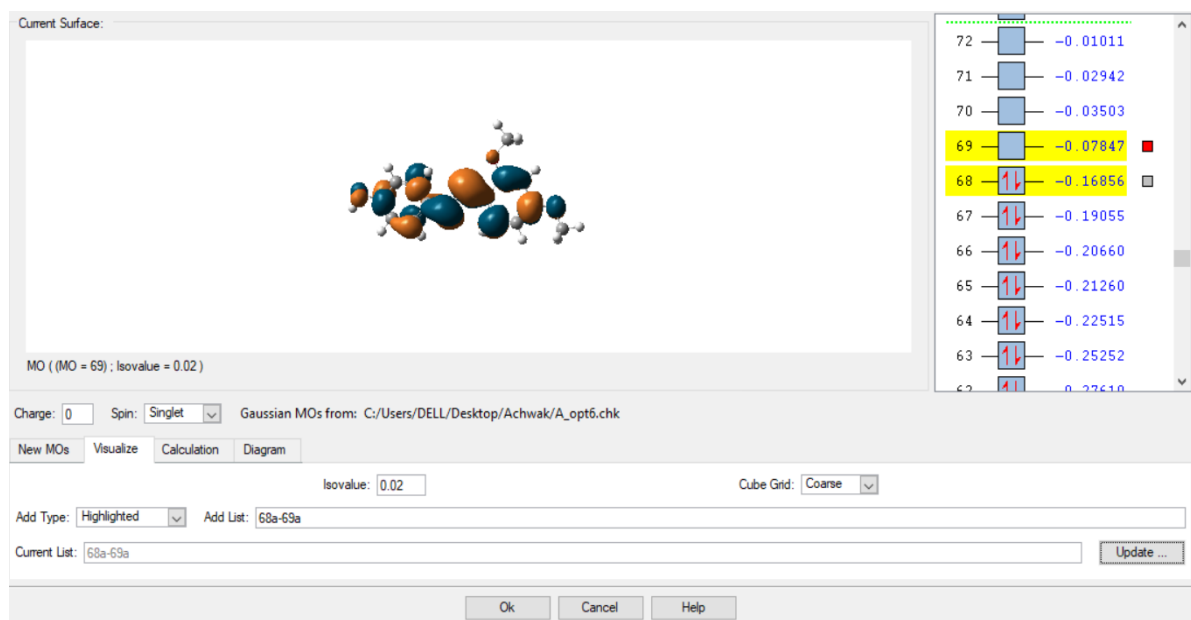 Current Surface:
72 -0.01011
71 -0.02942
70 -0.03503
69 -0.07847
68 -0.16856
67 -0.19055
66 -0.20660
65 -0.21260
64 -0.22515
63 -0.25252
62 -0.27610
MO ( (MO = 69) ; Isovalue = 0.02 )
Charge: 0 Spin: Singlet Gaussian MOs from: C:/Users/DELL/Desktop/Achwak/A_opt6.chk
New MOs Visualize Calculation Diagram
Isovalue: 0.02 Cube Grid: Coarse
Add Type: Highlighted Add List: 68a-69a
Current List: 68a-69a Update ...
Ok Cancel Help